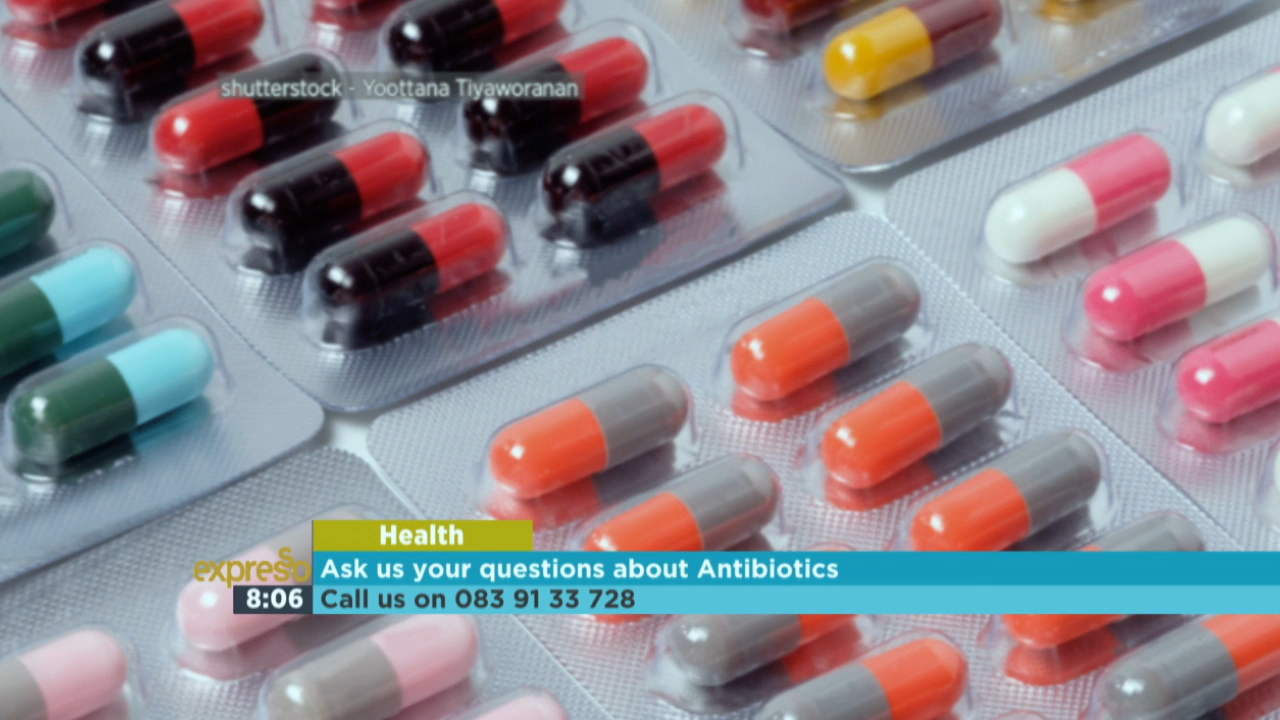 shutterstock - Yoottana Tiyaworanan
Health
expresso
Ask us your questions about Antibiotics
8:06
Call us on 083 91 33 728